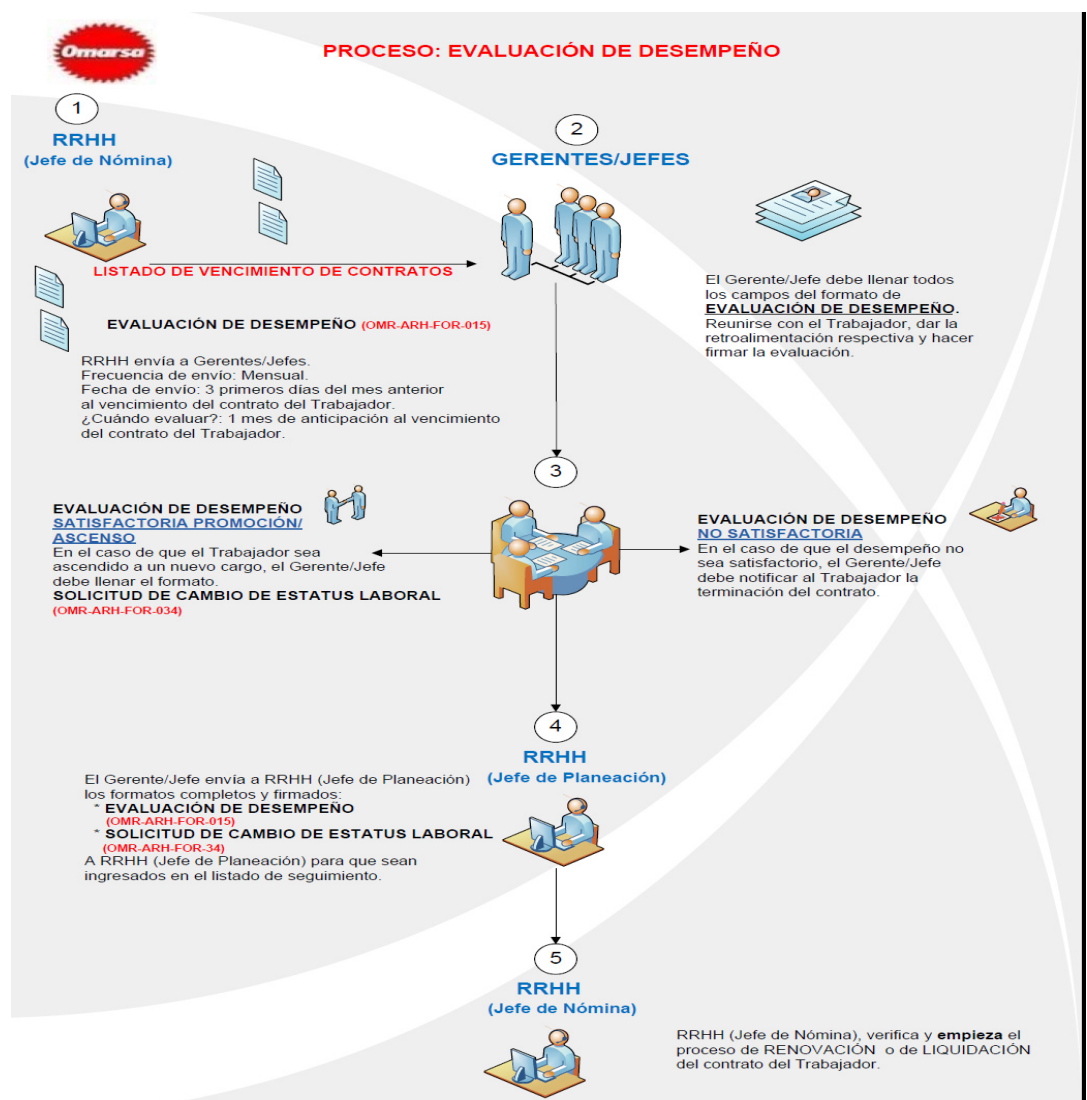 Omarsa
PROCESO: EVALUACIÓN DE DESEMPEÑO
1
RRHH
(Jefe de Nómina)
2
GERENTES/JEFES
LISTADO DE VENCIMIENTO DE CONTRATOS
EVALUACIÓN DE DESEMPEÑO (OMR-ARH-FOR-015)
RRHH envía a Gerentes/Jefes.
Frecuencia de envío: Mensual.
Fecha de envío: 3 primeros días del mes anterior
al vencimiento del contrato del Trabajador.
¿Cuándo evaluar?: 1 mes de anticipación al vencimiento
del contrato del Trabajador.
El Gerente/Jefe debe llenar todos
los campos del formato de
EVALUACIÓN DE DESEMPEÑO.
Reunirse con el Trabajador, dar la
retroalimentación respectiva y hacer
firmar la evaluación.
3
EVALUACIÓN DE DESEMPEÑO
SATISFACTORIA PROMOCIÓN/
ASCENSO
En el caso de que el Trabajador sea
ascendido a un nuevo cargo, el Gerente/Jefe
debe llenar el formato.
SOLICITUD DE CAMBIO DE ESTATUS LABORAL
(OMR-ARH-FOR-034)
EVALUACIÓN DE DESEMPEÑO
NO SATISFACTORIA
En el caso de que el desempeño no
sea satisfactorio, el Gerente/Jefe
debe notificar al Trabajador la
terminación del contrato.
4
RRHH
(Jefe de Planeación)
El Gerente/Jefe envía a RRHH (Jefe de Planeación)
los formatos completos y firmados:
* EVALUACIÓN DE DESEMPEÑO
(OMR-ARH-FOR-015)
* SOLICITUD DE CAMBIO DE ESTATUS LABORAL
(OMR-ARH-FOR-34)
A RRHH (Jefe de Planeación) para que sean
ingresados en el listado de seguimiento.
5
RRHH
(Jefe de Nómina)
RRHH (Jefe de Nómina), verifica y empieza el
proceso de RENOVACIÓN o de LIQUIDACIÓN
del contrato del Trabajador.